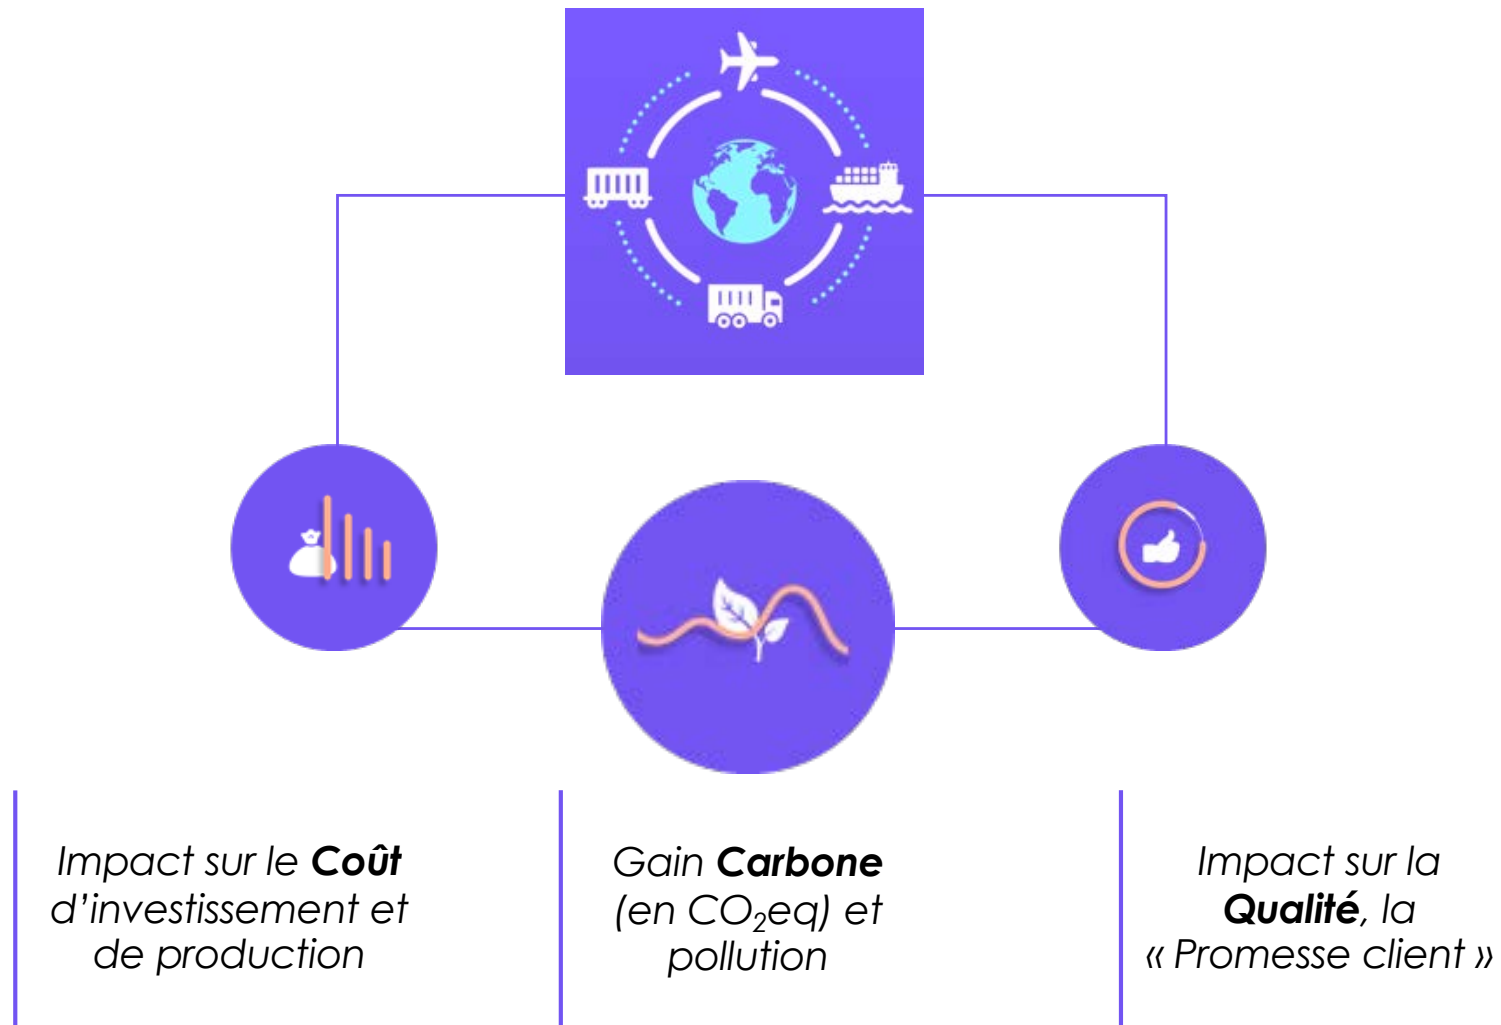 Impact sur le Coût
d'investissement et
de production
Gain Carbone
(en CO₂eq) et
pollution
Impact sur la
Qualité, la
« Promesse client »